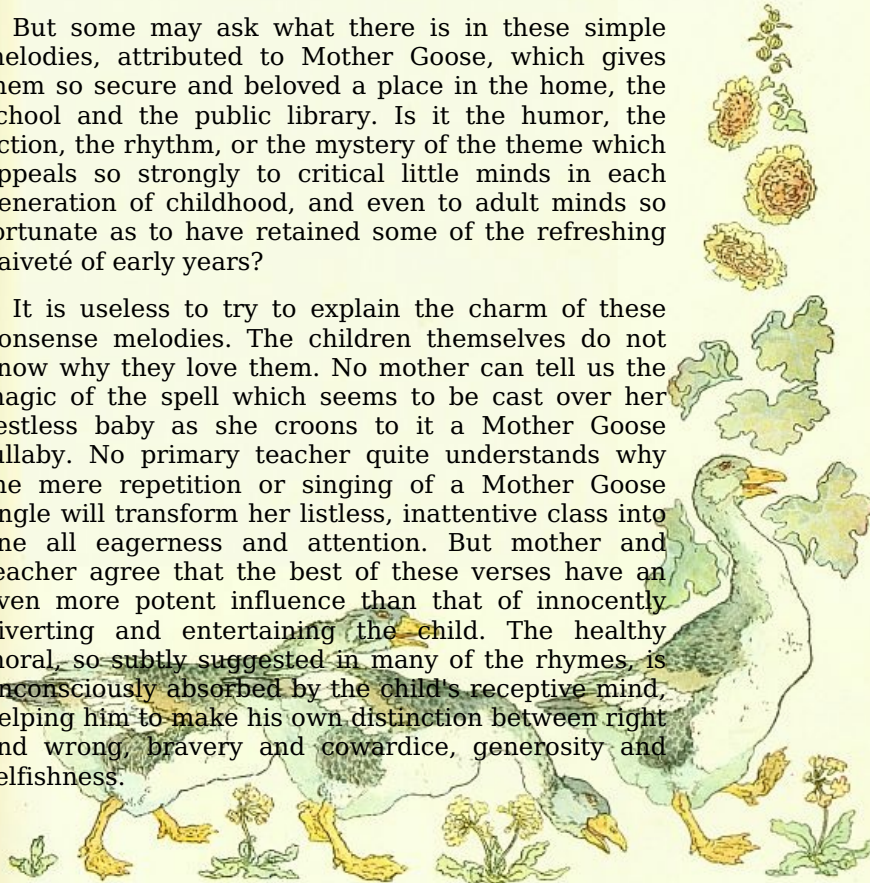 But some may ask what there is in these simple
nelodies, attributed to Mother Goose, which gives
hem so secure and beloved a place in the home, the
chool and the public library. Is it the humor, the
ction, the rhythm, or the mystery of the theme which
ppeals so strongly to critical little minds in each
eneration of childhood, and even to adult minds so
ortunate as to have retained some of the refreshing
aiveté of early years?
It is useless to try to explain the charm of these
onsense melodies. The children themselves do not
now why they love them. No mother can tell us the
nagic of the spell which seems to be cast over her
estless baby as she croons to it a Mother Goose
ullaby. No primary teacher quite understands why
he mere repetition or singing of a Mother Goose
ingle will transform her listless, inattentive class into
ne all eagerness and attention. But mother and
eacher agree that the best of these verses have an
ven more potent influence than that of innocently
iverting and entertaining the child. The healthy
noral, so subtly suggested in many of the rhymes, is
nconsciously absorbed by the child's receptive mind,
elping him to make his own distinction between right
nd wrong, bravery and cowardice, generosity and
elfishness.